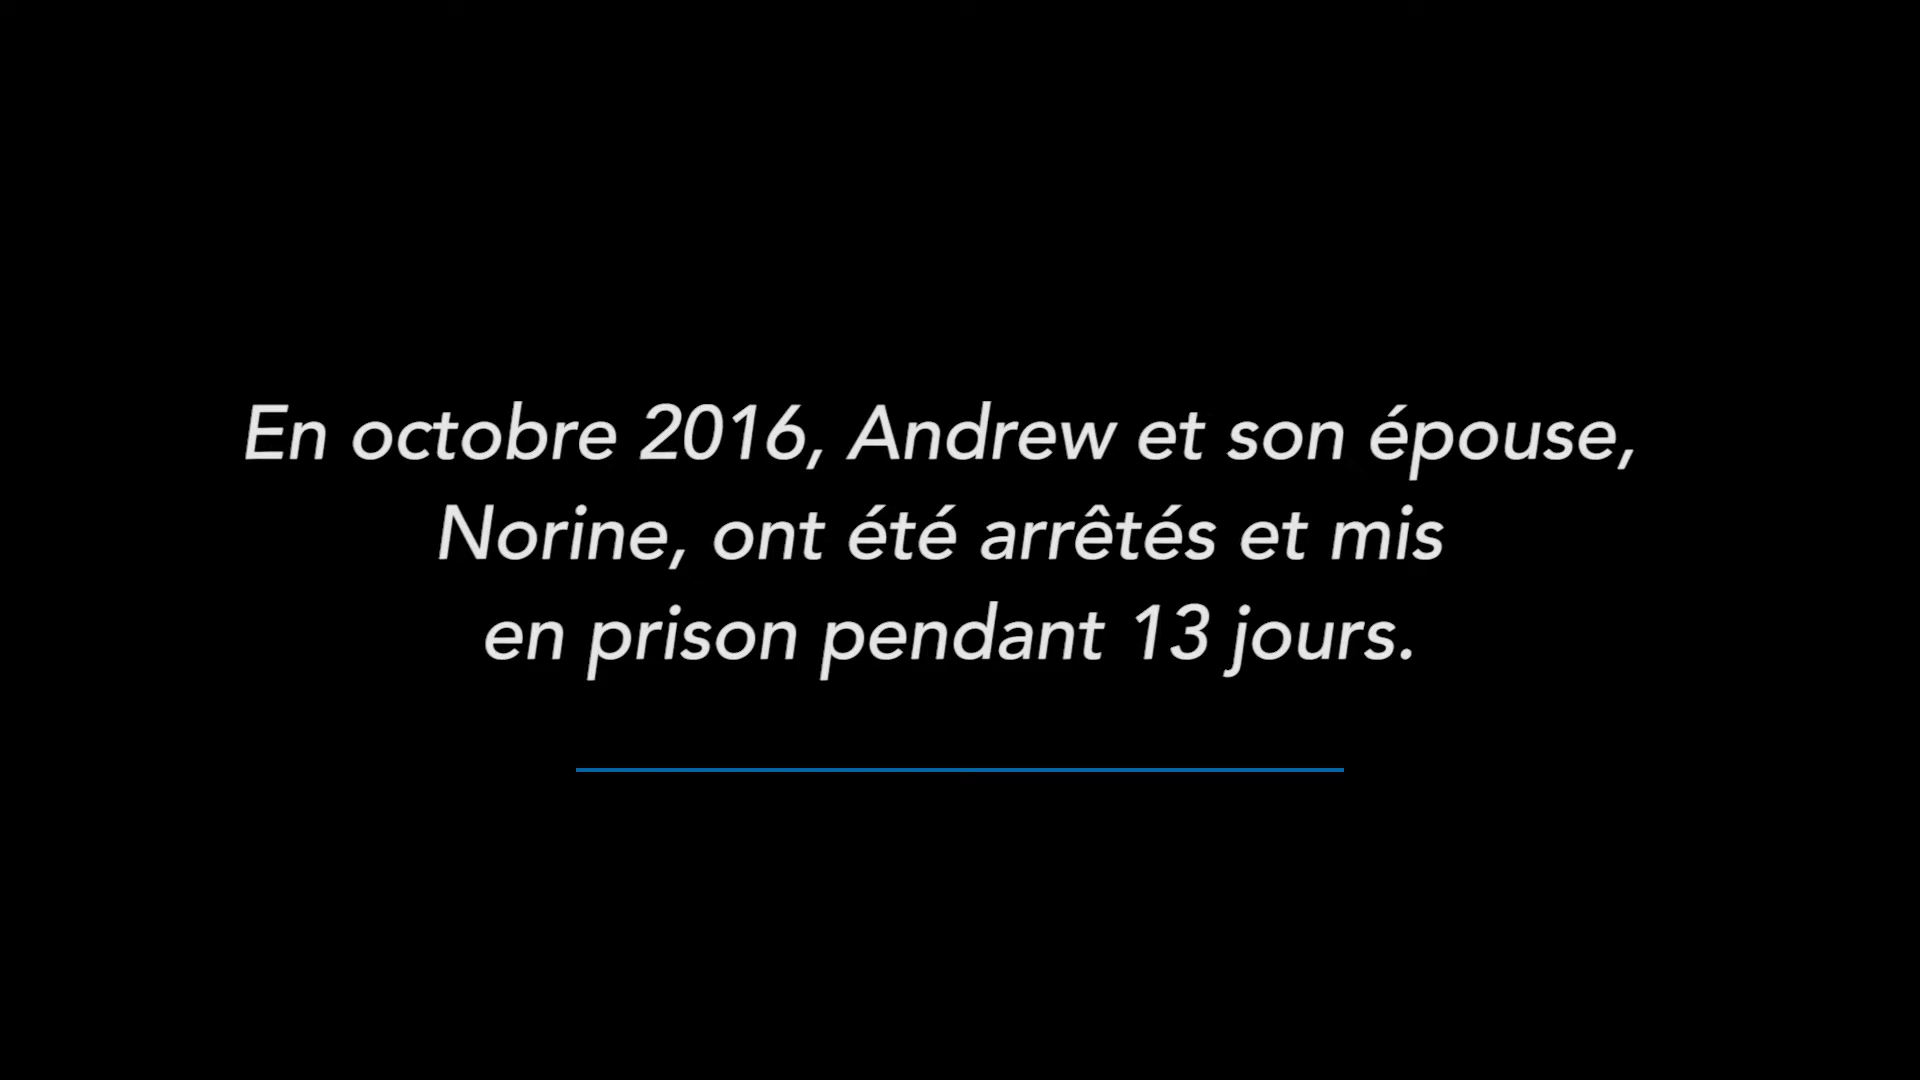 En octobre 2016, Andrew et son épouse,
Norine, ont été arrêtés et mis
en prison pendant 13 jours.